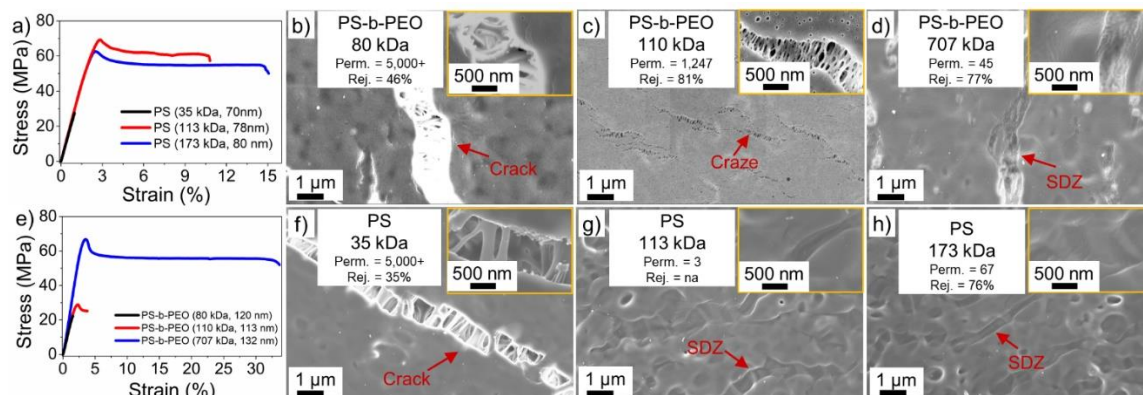 a)
80
60
40
20
0
Stress (MPa)
PS (35 kDa, 70nm)
PS (113 kDa, 78nm)
PS (173 kDa, 80 nm)
0 3 6 9 12 15
Strain (%)
b)
PS-b-PEO
80 kDa
Perm. = 5,000+
Rej. = 46%
500 nm
Crack
1 µm
c)
PS-b-PEO
110 kDa
Perm. = 1,247
Rej. = 81%
500 nm
Craze
1 µm
d)
PS-b-PEO
707 kDa
Perm. = 45
Rej. = 77%
500 nm
SDZ
1 µm
e)
80
60
40
20
0
Stress (MPa)
PS-b-PEO (80 kDa, 120 nm)
PS-b-PEO (110 kDa, 113 nm)
PS-b-PEO (707 kDa, 132 nm)
0 5 10 15 20 25 30
Strain (%)
f)
PS
35 kDa
Perm. = 5,000+
Rej. = 35%
500 nm
Crack
1 µm
g)
PS
113 kDa
Perm. = 3
Rej. = na
500 nm
SDZ
1 µm
h)
PS
173 kDa
Perm. = 67
Rej. = 76%
500 nm
SDZ
1 µm